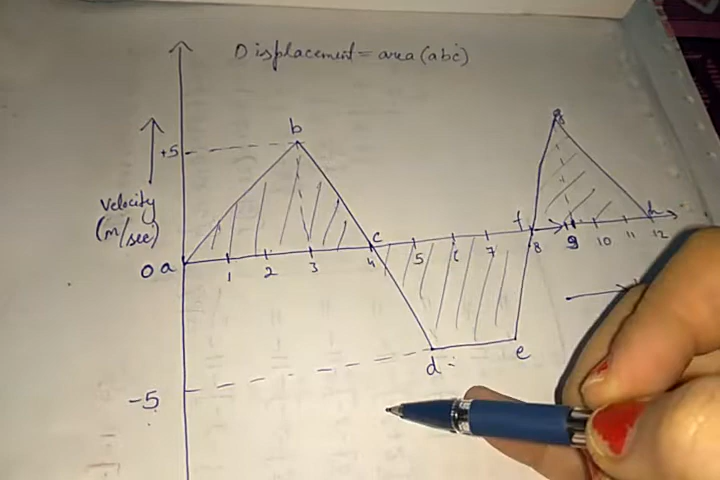 Displacement = area (abc)
b
+5
Velocity
(m/sec)
g
0 a
1
2
3
4
c
5
6
7
f
8
9
10
11
12
h
d
e
-5